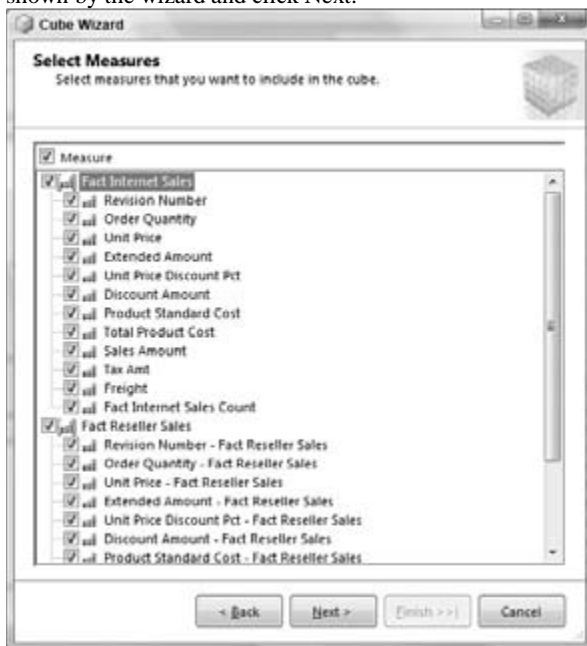 shown by the wizard and click Next.
Cube Wizard
Select Measures
Select measures that you want to include in the cube.
Measure
Fact Internet Sales
Revision Number
Order Quantity
Unit Price
Extended Amount
Unit Price Discount Pct
Discount Amount
Product Standard Cost
Total Product Cost
Sales Amount
Tax Amt
Freight
Fact Internet Sales Count
Fact Reseller Sales
Revision Number - Fact Reseller Sales
Order Quantity - Fact Reseller Sales
Unit Price - Fact Reseller Sales
Extended Amount - Fact Reseller Sales
Unit Price Discount Pct - Fact Reseller Sales
Discount Amount - Fact Reseller Sales
Product Standard Cost - Fact Reseller Sales
< Back Next > Finish >>| Cancel